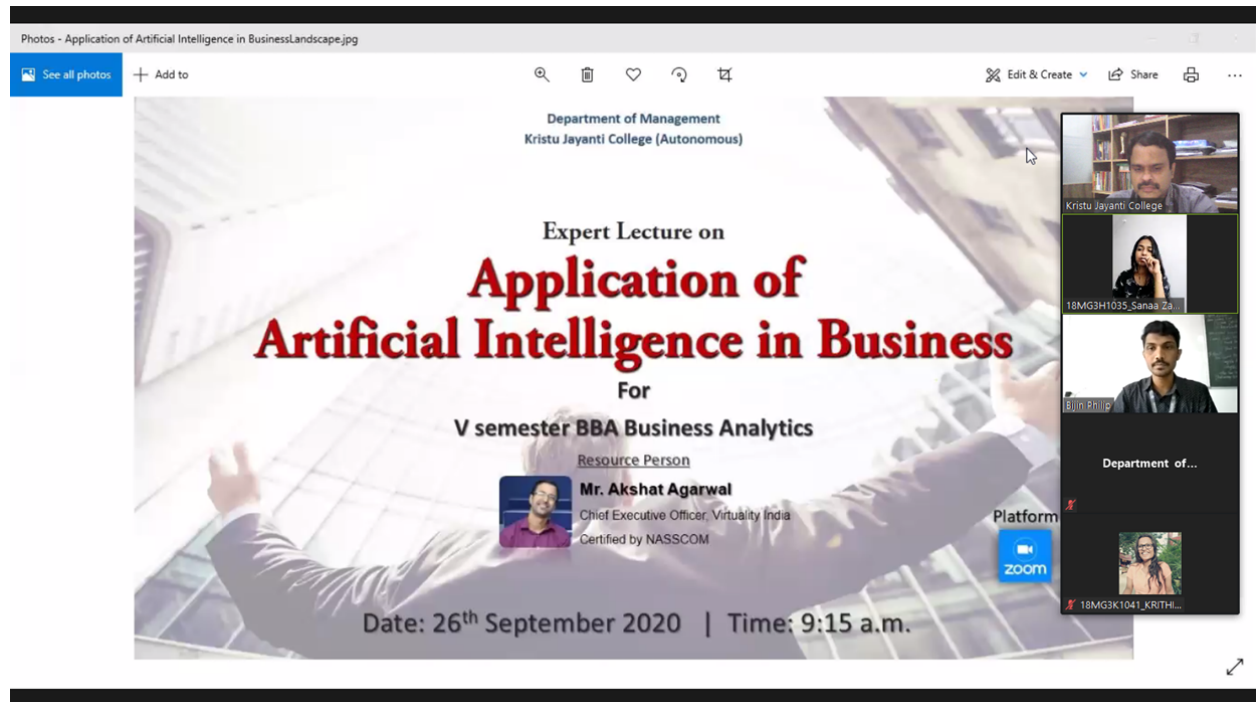 Photos - Application of Artificial Intelligence in BusinessLandscape.jpg
See all photos
Add to
Edit & Create
Share
Department of Management
Kristu Jayanti College (Autonomous)
Expert Lecture on
Application of
Artificial Intelligence in Business
For
V semester BBA Business Analytics
Resource Person
Mr. Akshat Agarwal
Chief Executive Officer, Virtuality India
Certified by NASSCOM
Platform
zoom
Date: 26th September 2020 | Time: 9:15 a.m.
Kristu Jayanti College
18MG3H1035_Sanaa Za...
Bijin Philip
Department of...
18MG3K1041_KRITHI...